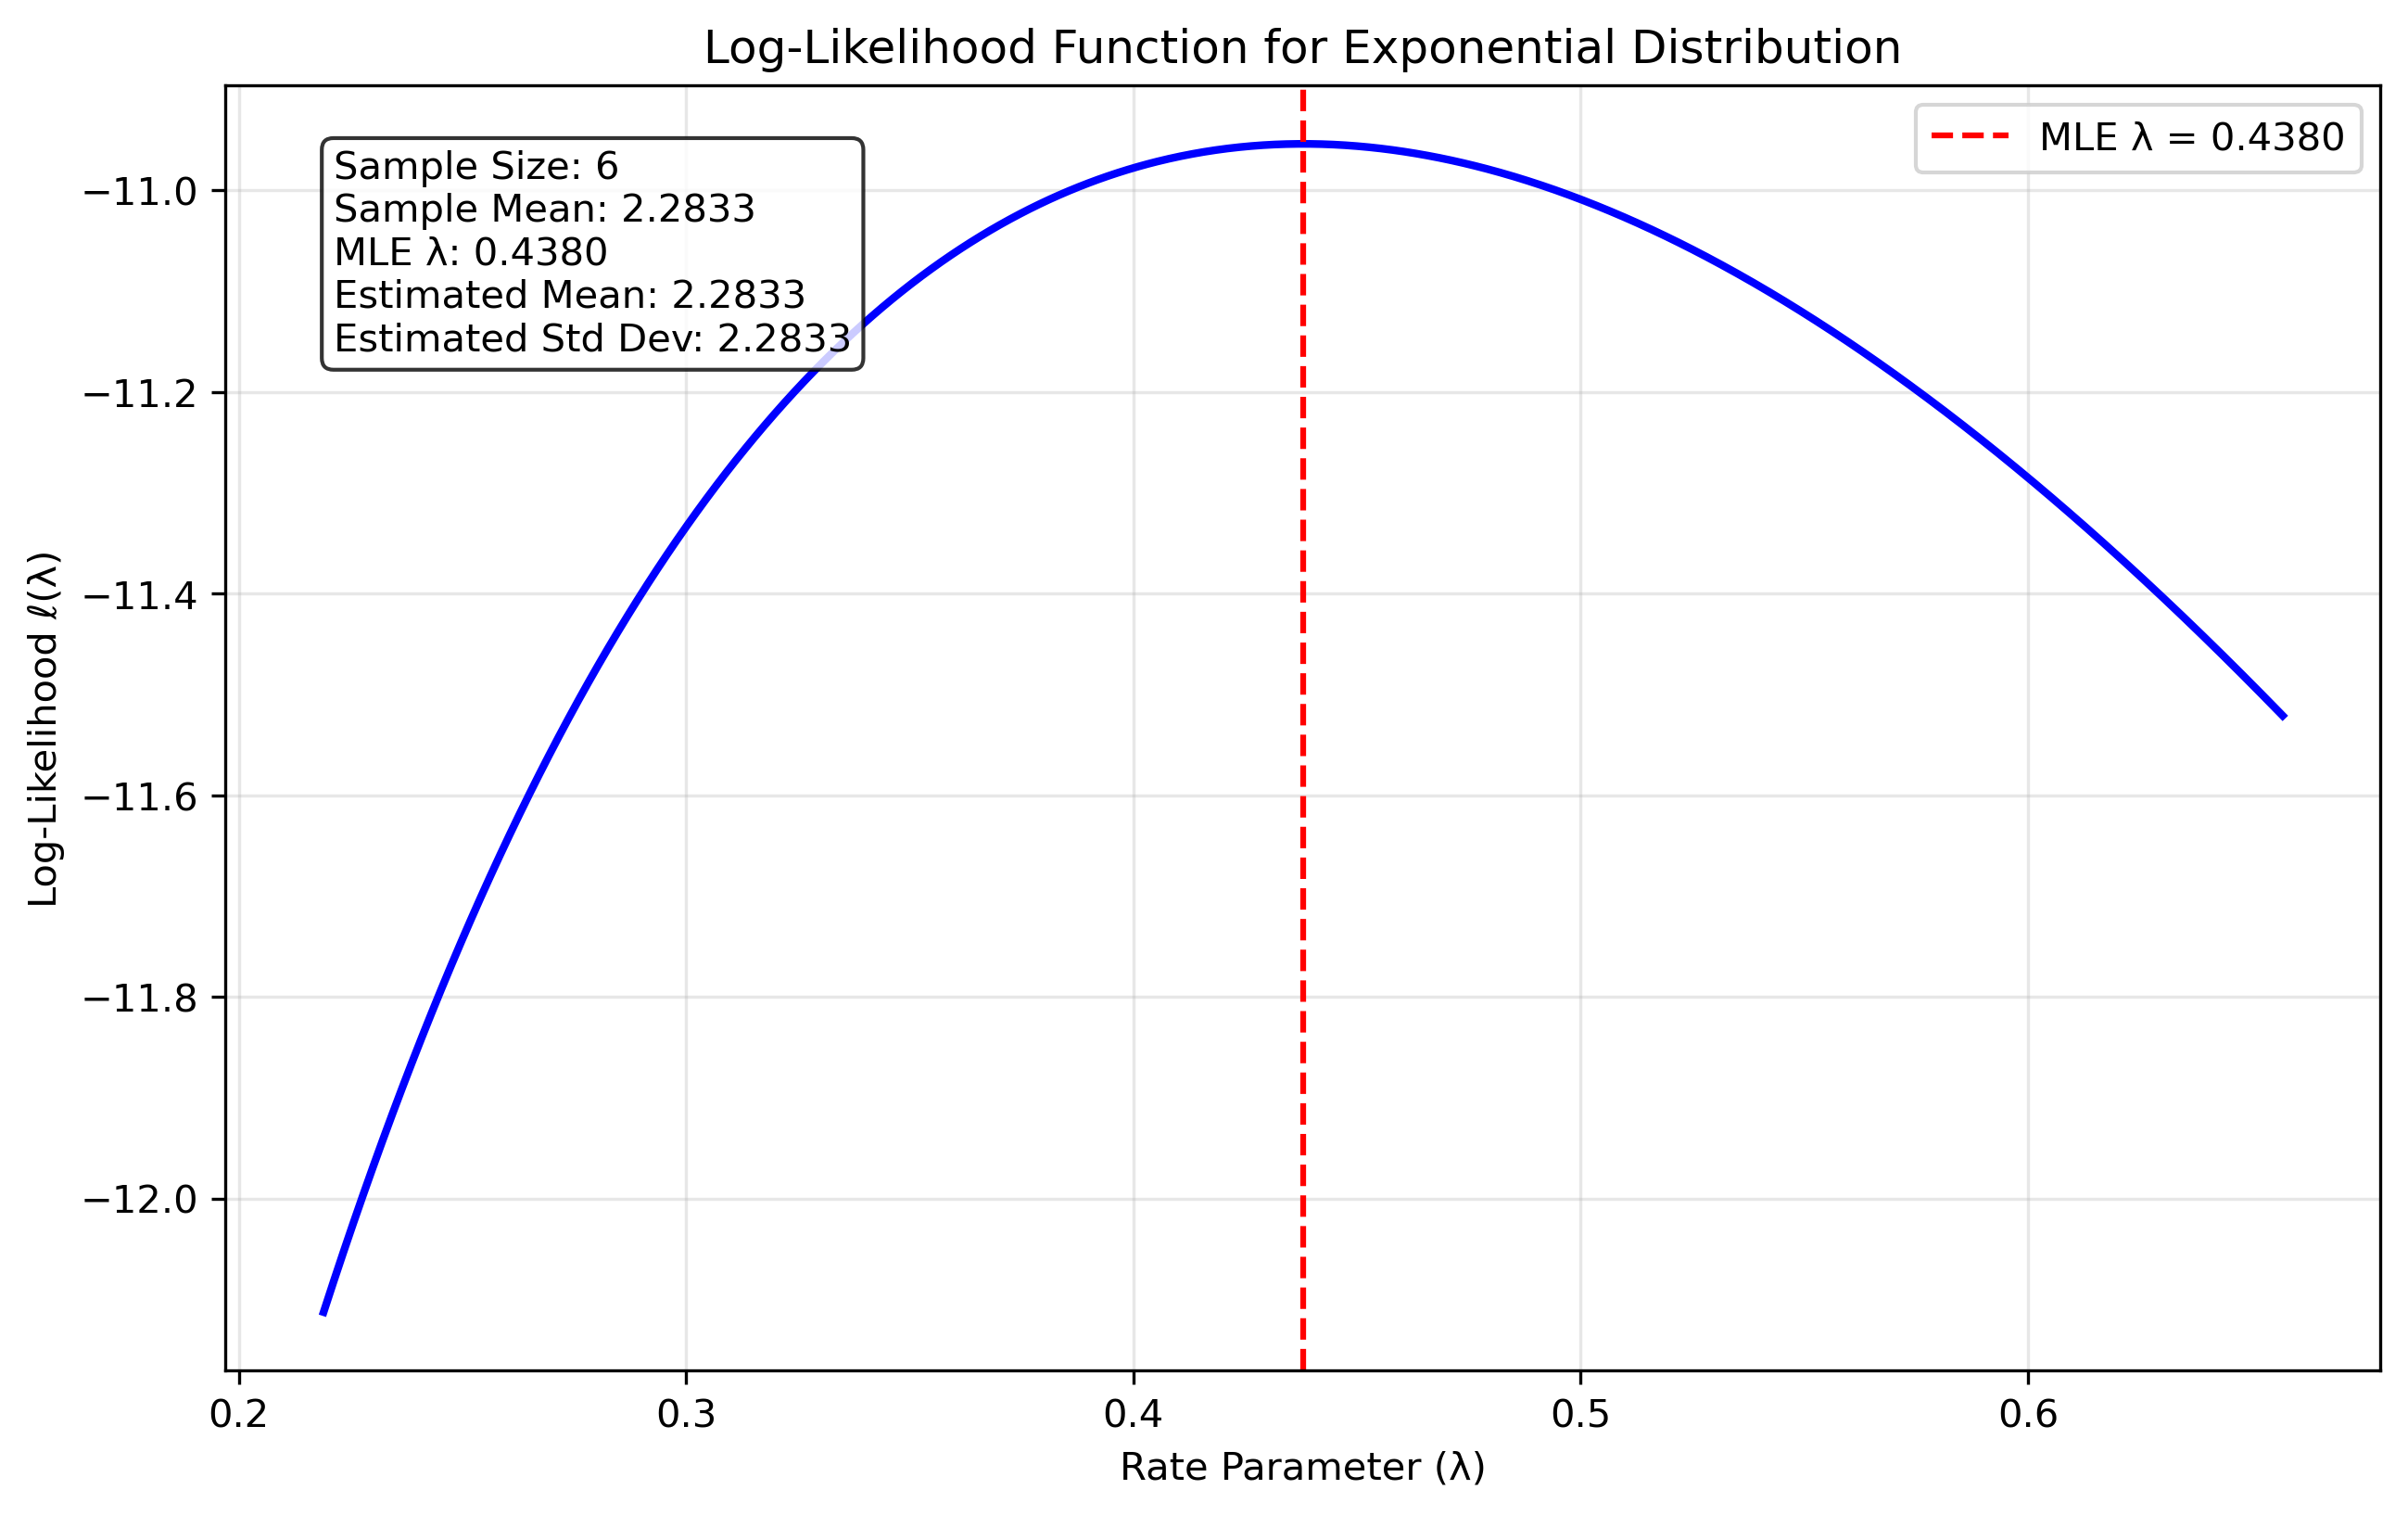 Log-Likelihood Function for Exponential Distribution
Sample Size: 6
Sample Mean: 2.2833
MLE λ: 0.4380
Estimated Mean: 2.2833
Estimated Std Dev: 2.2833
MLE λ = 0.4380
Log-Likelihood ℓ(λ)
−11.0
−11.2
−11.4
−11.6
−11.8
−12.0
0.2 0.3 0.4 0.5 0.6
Rate Parameter (λ)